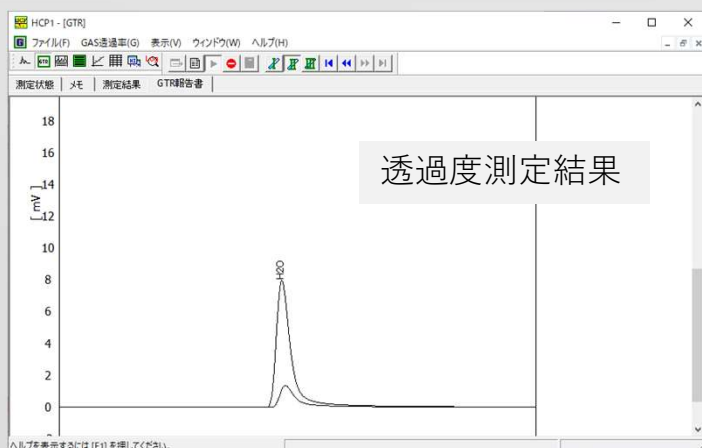 HCP1 - [GTR]
ファイル(F) GAS透過率(G) 表示(V) ウィンドウ(W) ヘルプ(H)
測定状態 メモ 測定結果 GTR報告書
透過度測定結果
[ mV ]
18
16
14
12
10
8
6
4
2
0
H2O
ヘルプを表示するには [F1] を押してください。